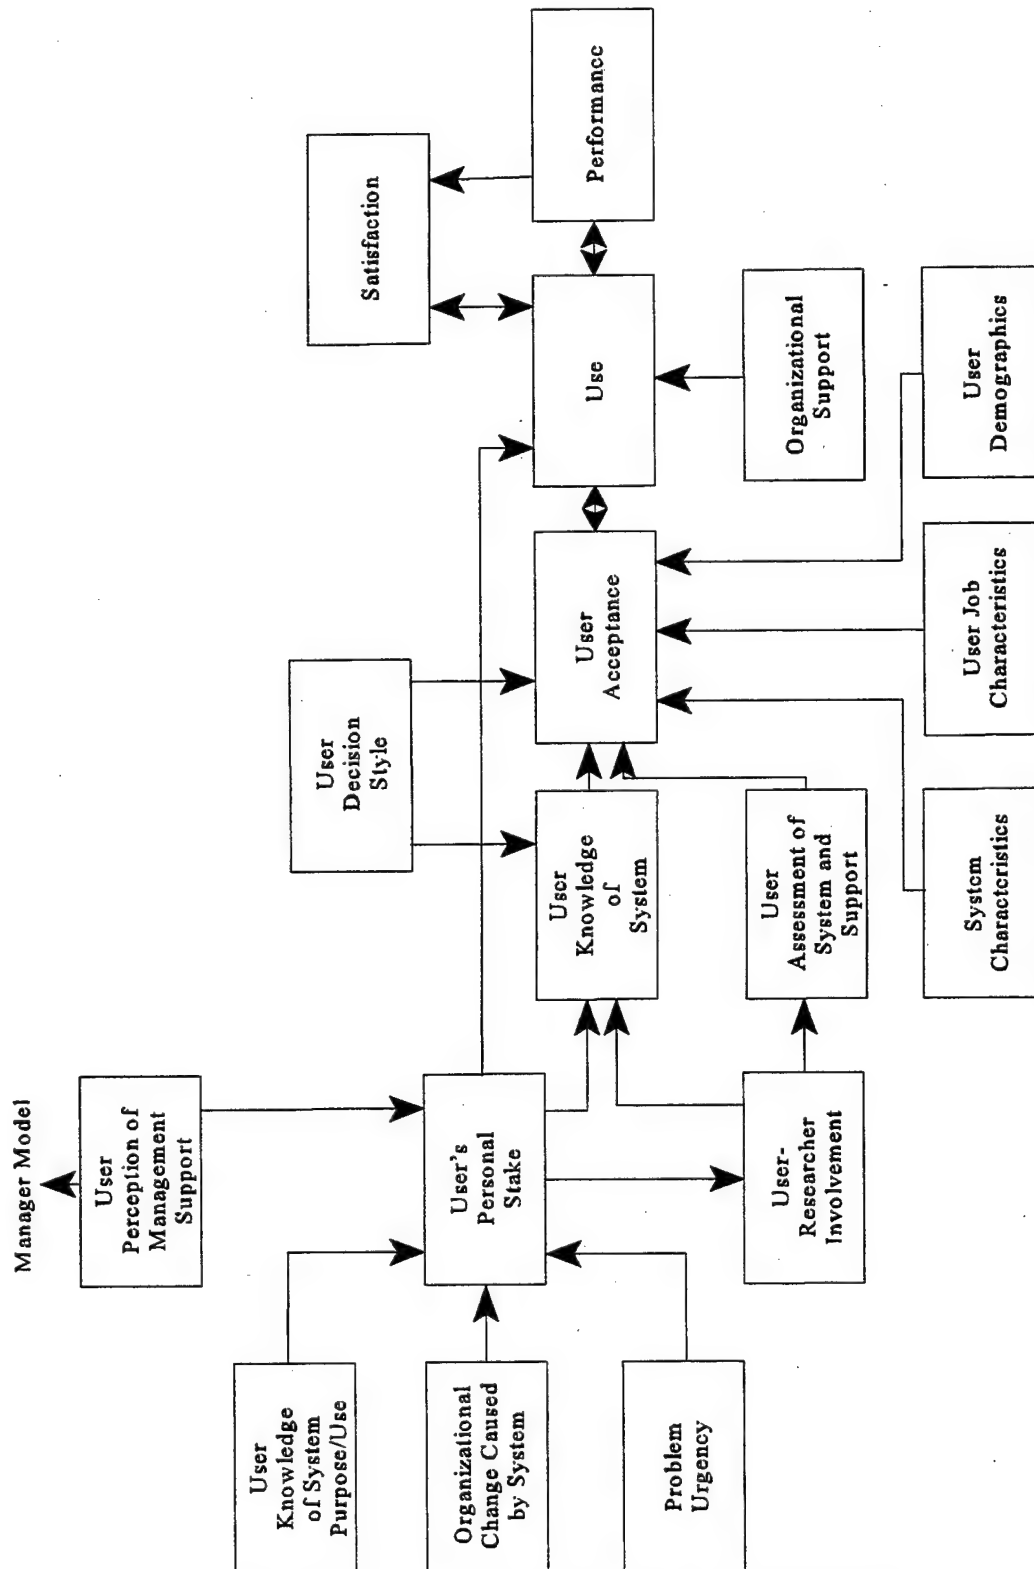 Manager Model
User
Perception of
Management
Support
User
Knowledge
of System
Purpose/Use
Organizational
Change Caused
by System
Problem
Urgency
User's
Personal
Stake
User-
Researcher
Involvement
User
Decision
Style
User
Knowledge
of
System
User
Assessment of
System and
Support
User
Acceptance
System
Characteristics
User Job
Characteristics
User
Demographics
Satisfaction
Use
Organizational
Support
Performance